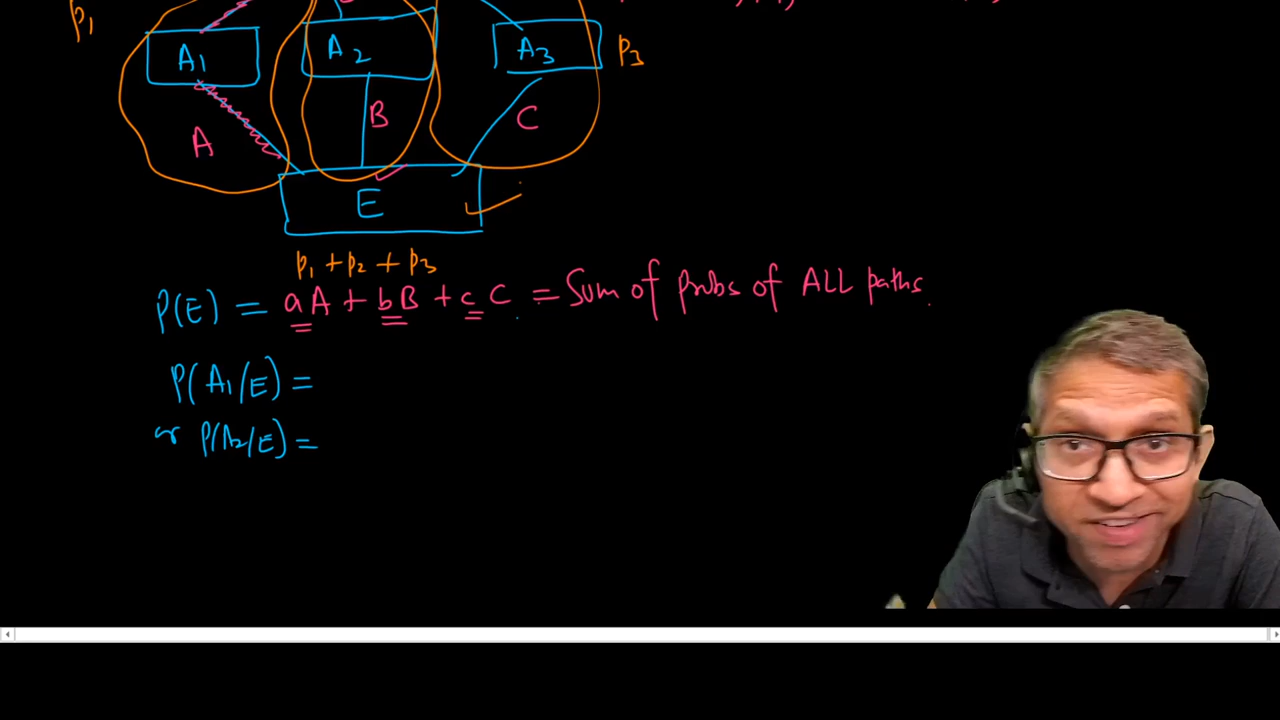 p₁
A₁ A₂ A₃ p₃
A B C
E
p₁ + p₂ + p₃
P(E) = aA + bB + cC = Sum of probs of ALL paths.
P(A₁/E) =
or P(A₂/E) =